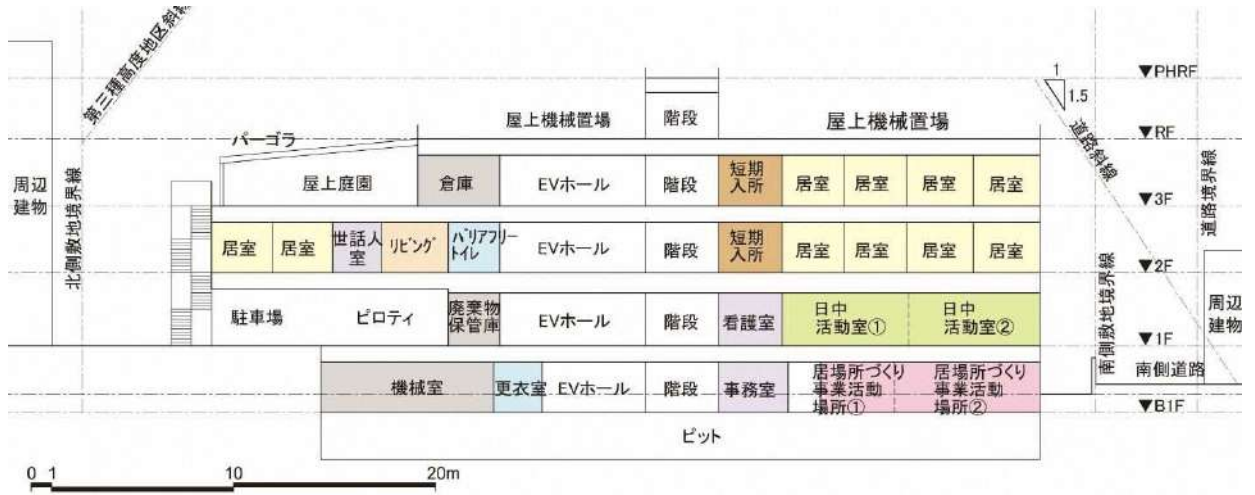 第三種高度地区斜線
1
1.5
▼PHRF
屋上機械置場
階段
屋上機械置場
▼RF
パーゴラ
道路斜線
道路境界線
周辺
建物
北側敷地境界線
屋上庭園
倉庫
EVホール
階段
短期
入所
居室
居室
居室
居室
▼3F
居室
居室
世話人
室
リビング
バリアフリー
トイレ
EVホール
階段
短期
入所
居室
居室
居室
居室
▼2F
南側敷地境界線
駐車場
ピロティ
廃棄物
保管庫
EVホール
階段
看護室
日中
活動室①
日中
活動室②
▼1F
周辺
建物
南側道路
機械室
更衣室
EVホール
階段
事務室
居場所づくり
事業活動
場所①
居場所づくり
事業活動
場所②
▼B1F
ピット
0 1 10 20m